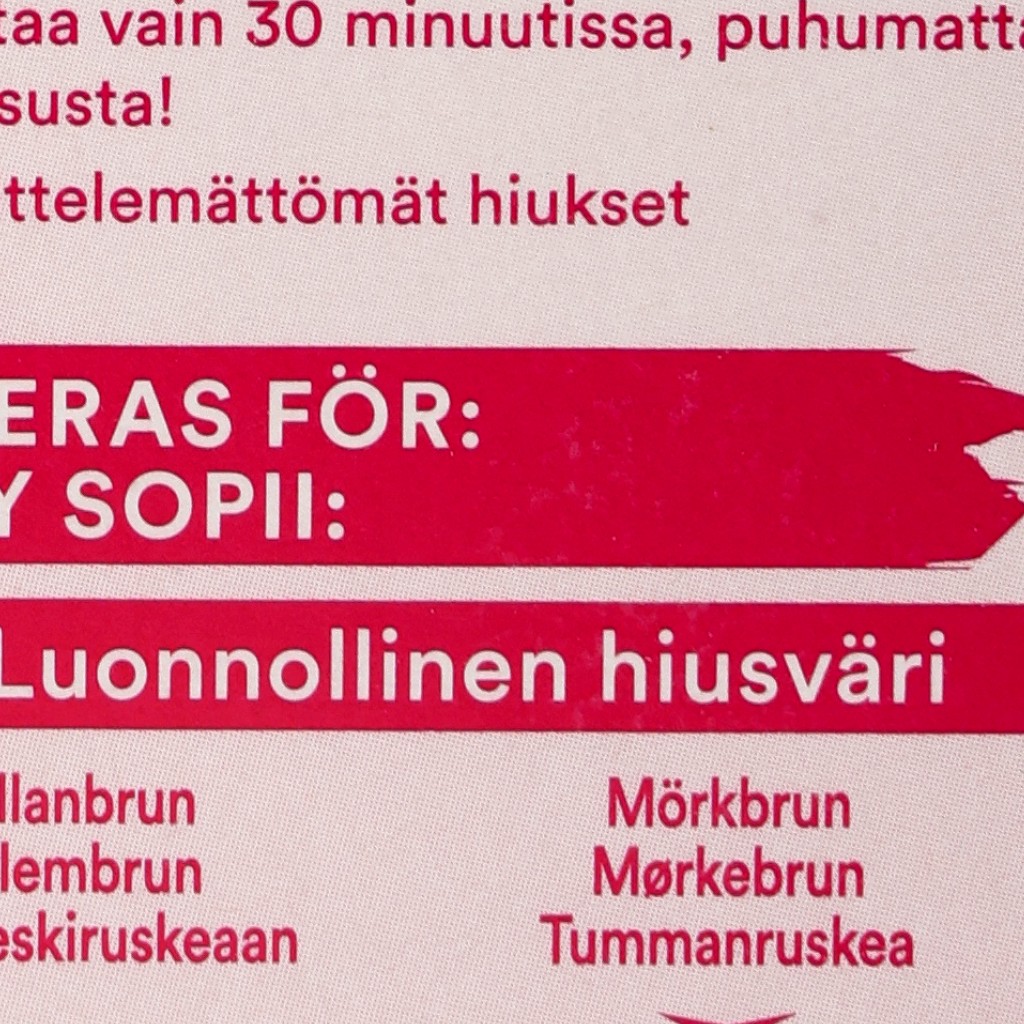 taa vain 30 minuutissa, puhumatta
susta!
ttelemättömät hiukset
ERAS FÖR:
Y SOPII:
Luonnollinen hiusväri
llanbrun
Mörkbrun
lembrun
Mørkebrun
eskiruskeaan
Tummanruskea